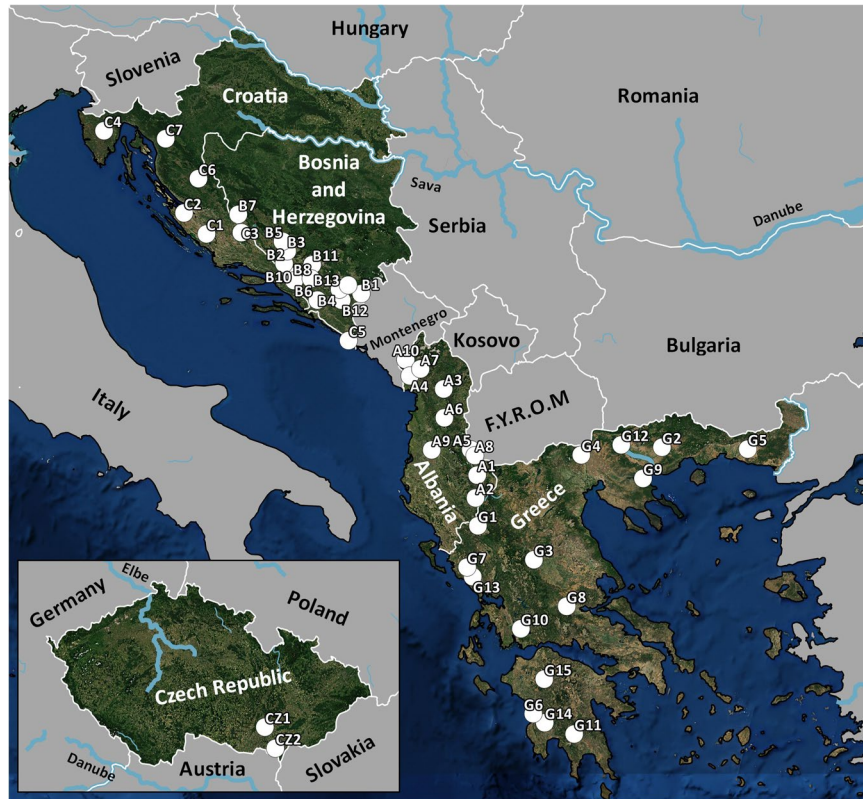 Hungary
Slovenia
Croatia
Romania
C4
C7
Bosnia
and
Herzegovina
C6
Sava
C2
B7
Serbia
Danube
C1
C3
B5
B3
B2
B11
B8
B10
B13
B1
B6
B4
B12
C5
Montenegro
Kosovo
A10
A7
Bulgaria
A4
A3
Italy
A6
F.Y.R.O.M
A9
A5
A8
G4
G12
G2
G5
A1
G9
Albania
A2
Greece
G1
G3
G7
G13
G8
G10
G15
G6
G14
G11
Elbe
Germany
Poland
Czech Republic
CZ1
CZ2
Danube
Austria
Slovakia